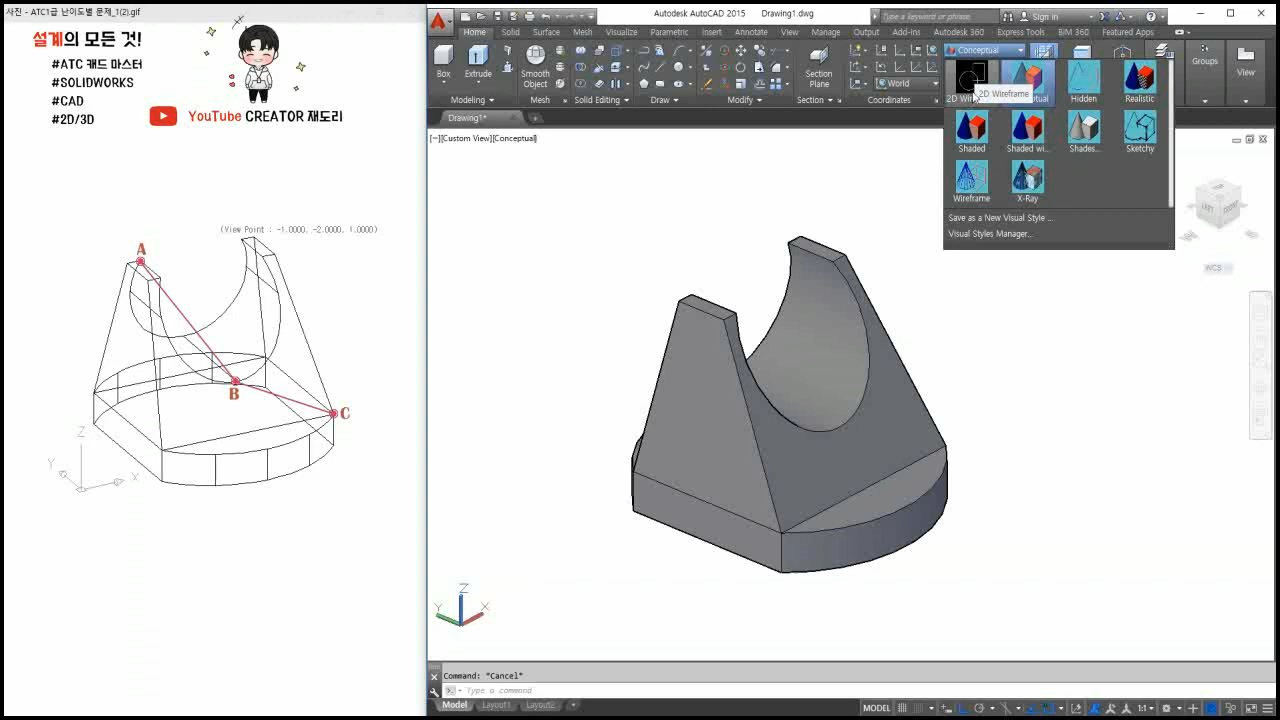 사진 - ATC1급 난이도별 문제_1(2).gif
설계의 모든 것!
#ATC 캐드 마스터
#SOLIDWORKS
#CAD
#2D/3D
YouTube CREATOR 재도리
(View Point : -1.0000, -2.0000, 1.0000)
A
B
C
Z
Y
X
Autodesk AutoCAD 2015 Drawing1.dwg
Type a keyword or phrase
Sign In
Home Solid Surface Mesh Visualize Parametric Insert Annotate View Manage Output Add-ins Autodesk 360 Express Tools BIM 360 Featured Apps
Box
Extrude
Smooth
Object
Section
Plane
World
Groups
View
Modeling
Mesh
Solid Editing
Draw
Modify
Section
Coordinates
Conceptual
2D Wireframe
Hidden
Realistic
Shaded
Shaded wi...
Shades...
Sketchy
Wireframe
X-Ray
Save as a New Visual Style ...
Visual Styles Manager...
Drawing1*
[−][Custom View][Conceptual]
TOP
LEFT
FRONT
WCS
Z
Y
X
Command: *Cancel*
Type a command
Model Layout1 Layout2 +
MODEL
1:1